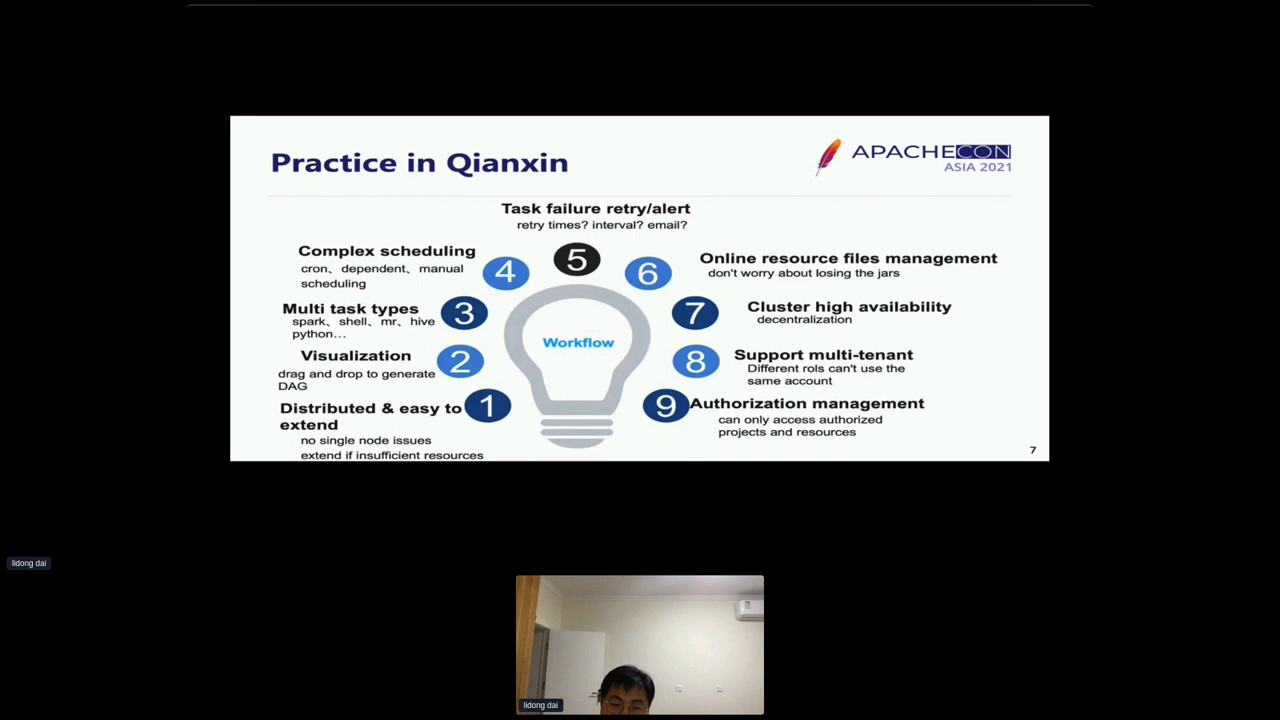 Practice in Qianxin
APACHECON
ASIA 2021
Task failure retry/alert
retry times? interval? email?
Complex scheduling
cron、dependent、manual
scheduling
Multi task types
spark、shell、mr、hive
python...
Visualization
drag and drop to generate
DAG
Distributed & easy to
extend
no single node issues
extend if insufficient resources
1
2
3
4
5
6
7
8
9
Workflow
Online resource files management
don't worry about losing the jars
Cluster high availability
decentralization
Support multi-tenant
Different rols can't use the
same account
Authorization management
can only access authorized
projects and resources
7
lidong dai
lidong dai